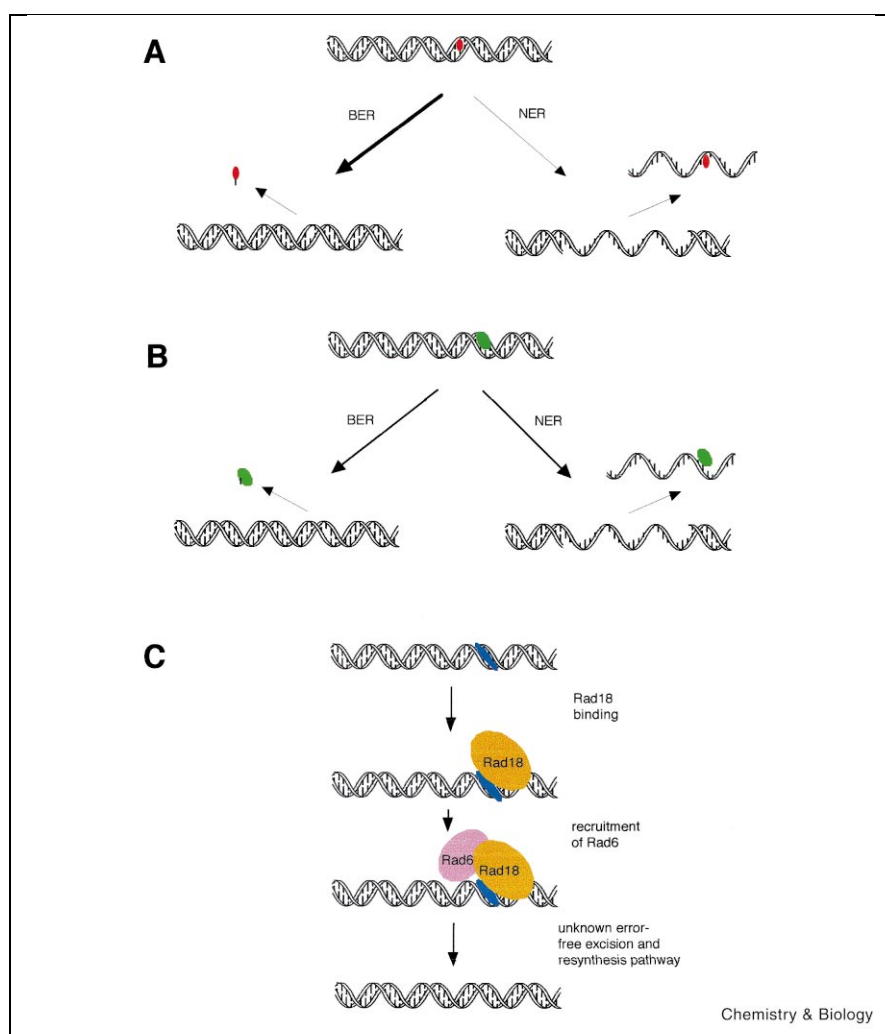 A
BER
NER
B
BER
NER
C
Rad18
binding
Rad18
recruitment
of Rad6
Rad6
Rad18
unknown error-
free excision and
resynthesis pathway
Chemistry & Biology